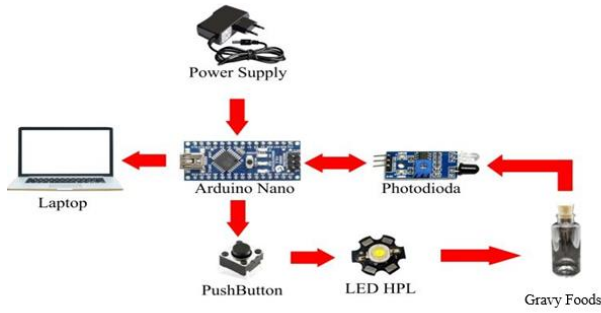 Power Supply
Laptop
Arduino Nano
Photodioda
PushButton
LED HPL
Gravy Foods